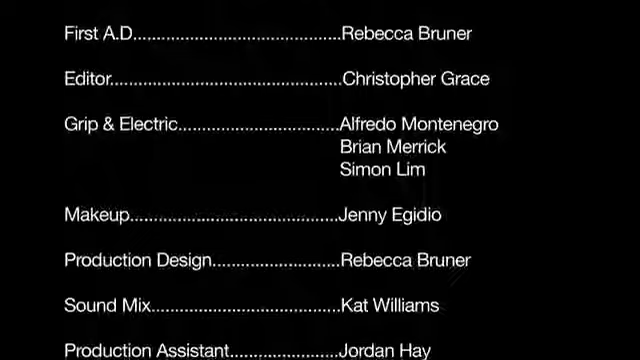 First A.D.......................................Rebecca Bruner
Editor..........................................Christopher Grace
Grip & Electric.............................Alfredo Montenegro
Brian Merrick
Simon Lim
Makeup.......................................Jenny Egidio
Production Design.......................Rebecca Bruner
Sound Mix...................................Kat Williams
Production Assistant....................Jordan Hay